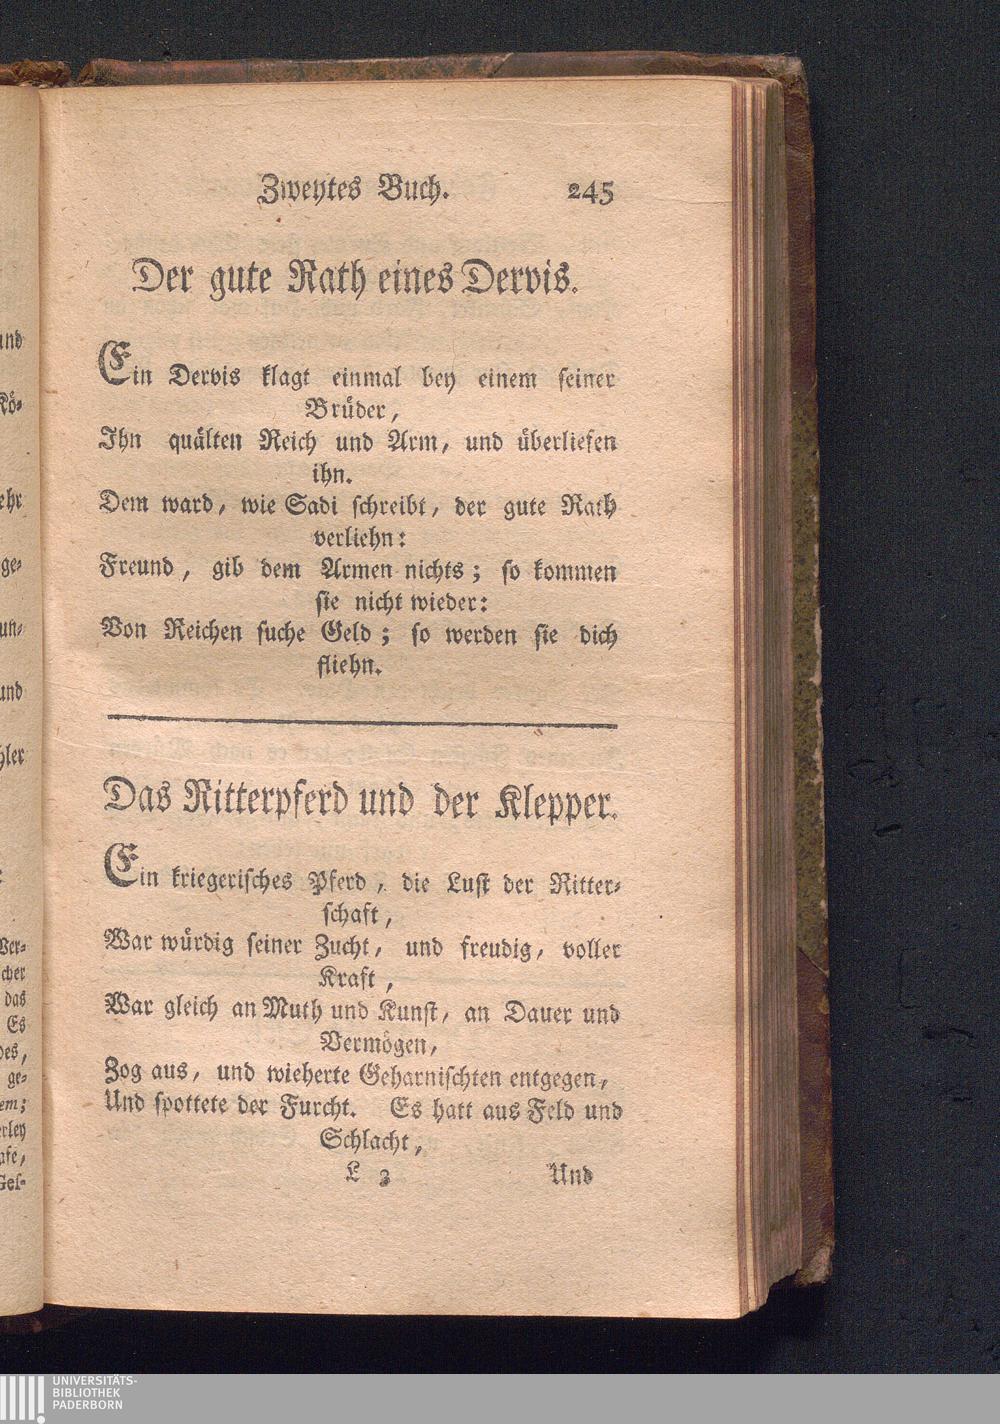 Zweytes Buch. 245
Der gute Rath eines Dervis.
Ein Dervis klagt einmal bey einem seiner
Brüder,
Ihn quälten Reich und Arm, und überliefen
ihn.
Dem ward, wie Sadi schreibt, der gute Rath
verliehn:
Freund, gib dem Armen nichts; so kommen
sie nicht wieder:
Von Reichen suche Geld; so werden sie dich
fliehn.
Das Ritterpferd und der Klepper.
Ein kriegerisches Pferd, die Lust der Ritter-
schaft,
War würdig seiner Zucht, und freudig, voller
Kraft,
War gleich an Muth und Kunst, an Dauer und
Vermögen,
Zog aus, und wieherte Geharnischten entgegen,
Und spottete der Furcht. Es hatt aus Feld und
Schlacht,
L 3 Und
UNIVERSITÄTS-
BIBLIOTHEK
PADERBORN